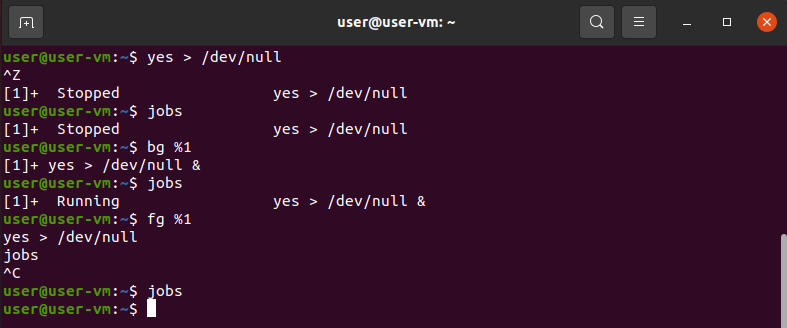 user@user-vm: ~
user@user-vm:~$ yes > /dev/null
^Z
[1]+  Stopped                 yes > /dev/null
user@user-vm:~$ jobs
[1]+  Stopped                 yes > /dev/null
user@user-vm:~$ bg %1
[1]+ yes > /dev/null &
user@user-vm:~$ jobs
[1]+  Running                 yes > /dev/null &
user@user-vm:~$ fg %1
yes > /dev/null
jobs
^C
user@user-vm:~$ jobs
user@user-vm:~$